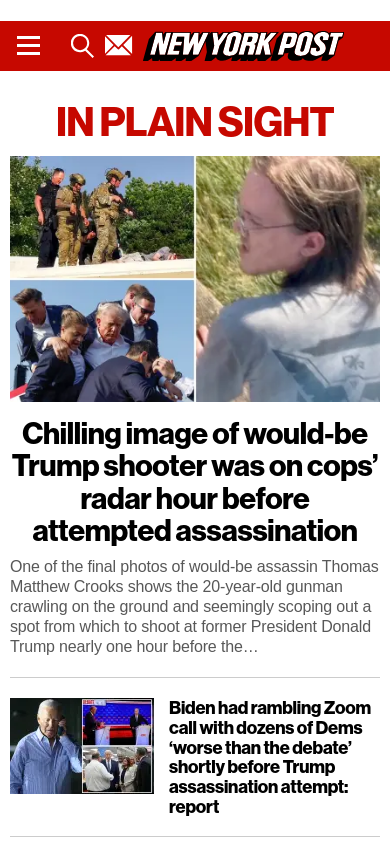 NEW YORK POST
IN PLAIN SIGHT
Chilling image of would-be
Trump shooter was on cops’
radar hour before
attempted assassination
One of the final photos of would-be assassin Thomas
Matthew Crooks shows the 20-year-old gunman
crawling on the ground and seemingly scoping out a
spot from which to shoot at former President Donald
Trump nearly one hour before the…
Biden had rambling Zoom
call with dozens of Dems
‘worse than the debate’
shortly before Trump
assassination attempt:
report